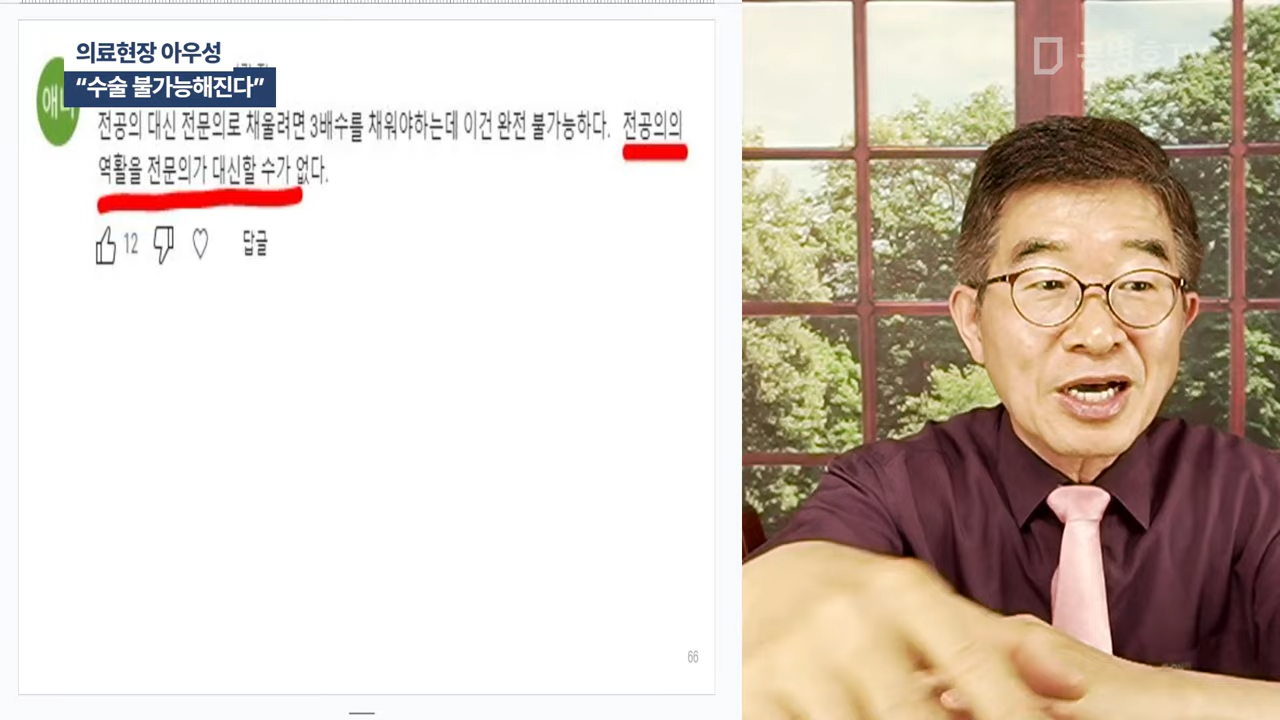 의료현장 아우성
“수술 불가능해진다”
전공의 대신 전문의로 채울려면 3배수를 채워야하는데 이건 완전 불가능하다. 전공의의
역활을 전문의가 대신할 수가 없다.
12 답글
66